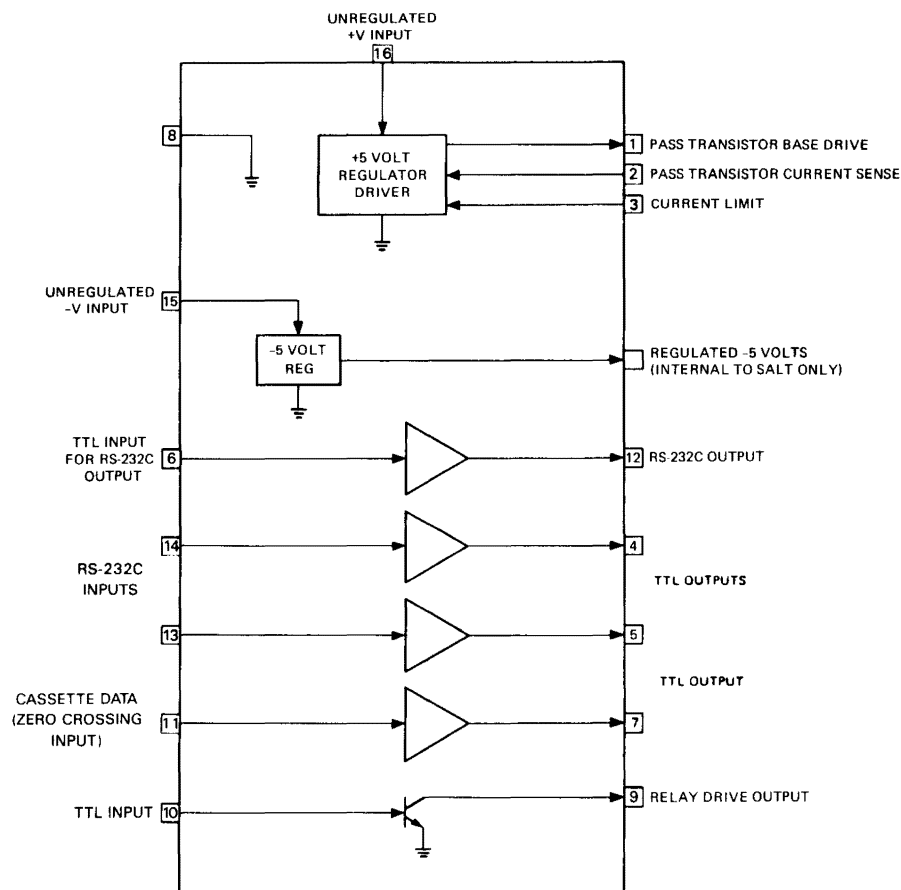 UNREGULATED
+V INPUT
16
8
+5 VOLT
REGULATOR
DRIVER
1 PASS TRANSISTOR BASE DRIVE
2 PASS TRANSISTOR CURRENT SENSE
3 CURRENT LIMIT
UNREGULATED
-V INPUT
15
-5 VOLT
REG
REGULATED -5 VOLTS
(INTERNAL TO SALT ONLY)
TTL INPUT
FOR RS-232C
OUTPUT
6
12 RS-232C OUTPUT
14
4
RS-232C
INPUTS
TTL OUTPUTS
13
5
TTL OUTPUT
CASSETTE DATA
(ZERO CROSSING
INPUT)
11
7
TTL INPUT 10
9 RELAY DRIVE OUTPUT